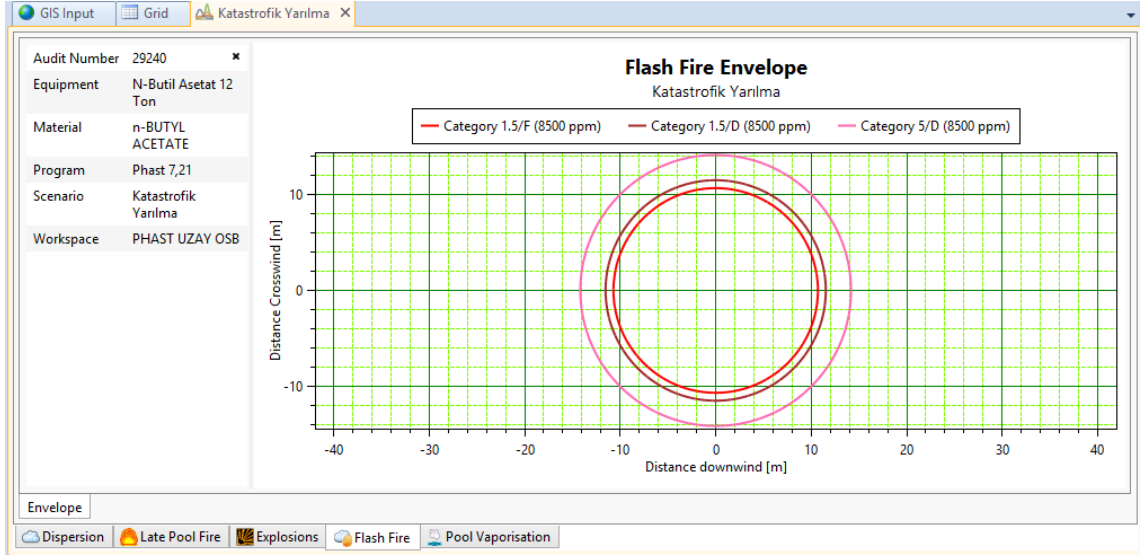 GIS Input
Grid
Katastrofik Yarılma
Audit Number 29240
Equipment N-Butil Asetat 12
Ton
Material n-BUTYL
ACETATE
Program Phast 7,21
Scenario Katastrofik
Yarılma
Workspace PHAST UZAY OSB
Flash Fire Envelope
Katastrofik Yarılma
Category 1.5/F (8500 ppm) Category 1.5/D (8500 ppm) Category 5/D (8500 ppm)
Distance Crosswind [m]
10
0
-10
-40 -30 -20 -10 0 10 20 30 40
Distance downwind [m]
Envelope
Dispersion Late Pool Fire Explosions Flash Fire Pool Vaporisation